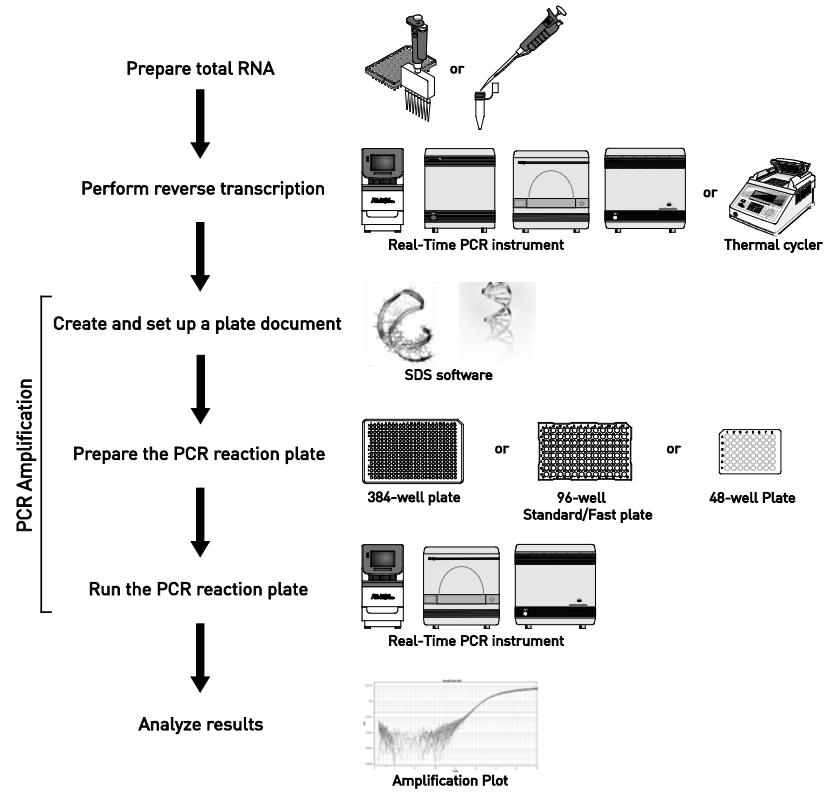 Prepare total RNA
or
Perform reverse transcription
or
Real-Time PCR instrument
Thermal cycler
PCR Amplification
Create and set up a plate document
SDS software
Prepare the PCR reaction plate
or
or
384-well plate
96-well
Standard/Fast plate
48-well Plate
Run the PCR reaction plate
Real-Time PCR instrument
Analyze results
Amplification Plot